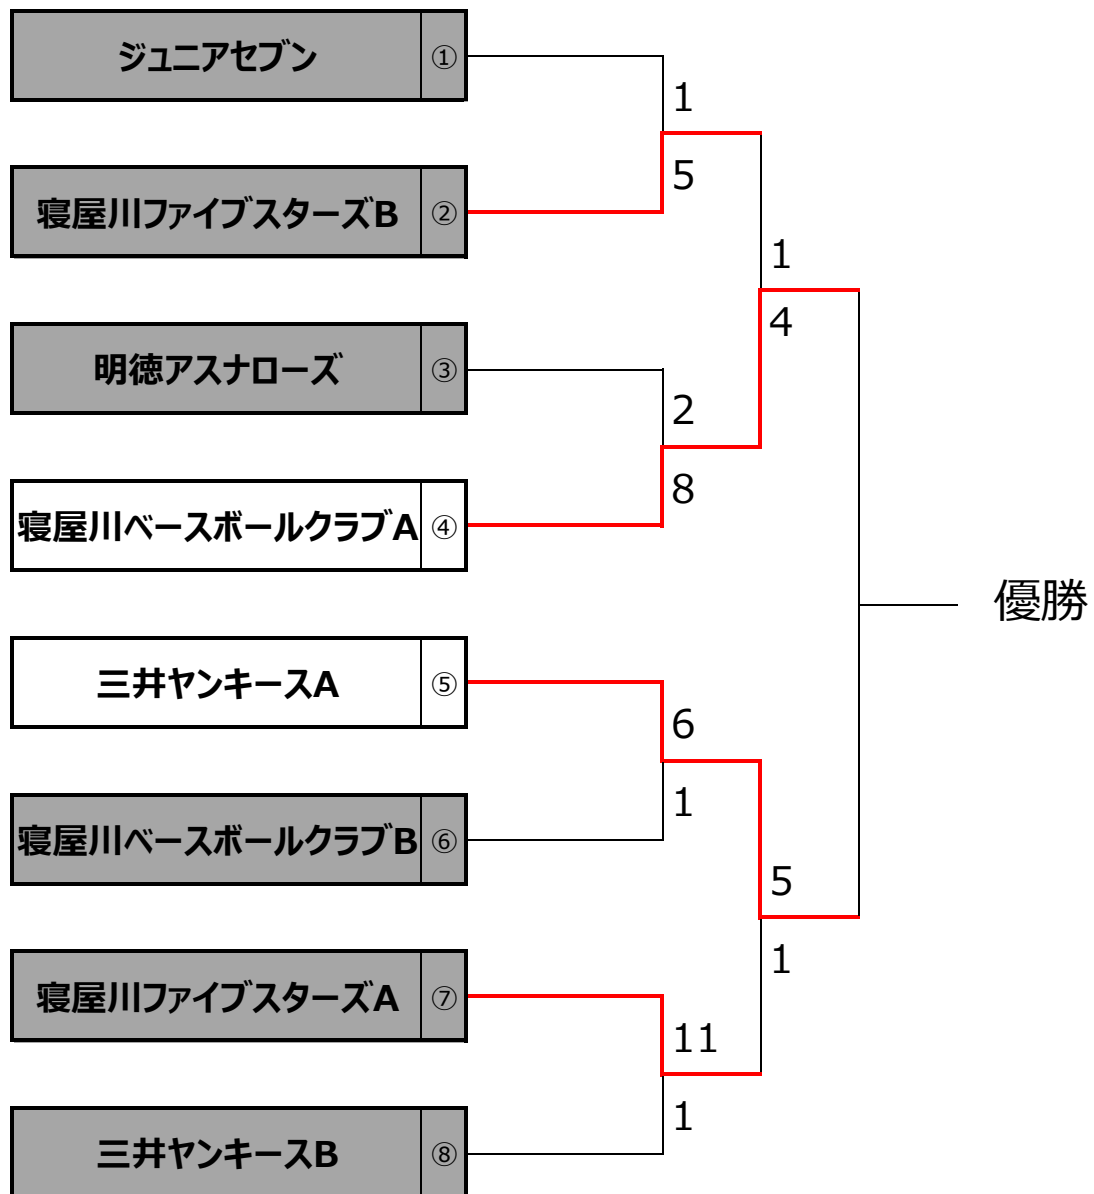 ジュニアセブン ①
1
5
寝屋川ファイブスターズB ②
1
4
明徳アスナローズ ③
2
8
寝屋川ベースボールクラブA ④
優勝
三井ヤンキースA ⑤
6
1
寝屋川ベースボールクラブB ⑥
5
1
寝屋川ファイブスターズA ⑦
11
1
三井ヤンキースB ⑧